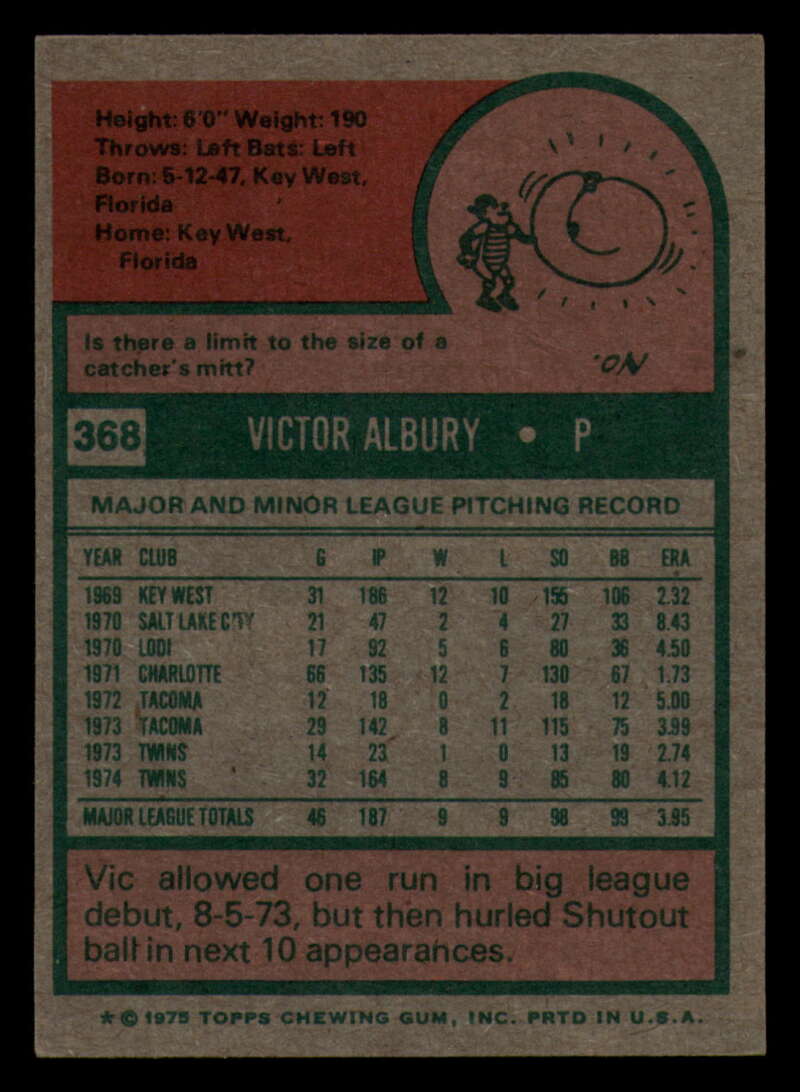 Height: 6'0" Weight: 190
Throws: Left Bats: Left
Born: 5-12-47, Key West,
Florida
Home: Key West,
Florida
Is there a limit to the size of a
catcher's mitt?
NO.
368 VICTOR ALBURY • P
MAJOR AND MINOR LEAGUE PITCHING RECORD
YEAR CLUB G IP W L SO BB ERA
1969 KEY WEST 31 186 12 10 155 106 2.32
1970 SALT LAKE CITY 21 47 2 4 27 33 8.43
1970 LODI 17 92 5 6 80 36 4.50
1971 CHARLOTTE 66 135 12 7 130 67 1.73
1972 TACOMA 12 18 0 2 18 12 5.00
1973 TACOMA 29 142 8 11 115 75 3.99
1973 TWINS 14 23 1 0 13 19 2.74
1974 TWINS 32 164 8 9 85 80 4.12
MAJOR LEAGUE TOTALS 46 187 9 9 98 99 3.95
Vic allowed one run in big league
debut, 8-5-73, but then hurled Shutout
ball in next 10 appearances.
* © 1975 TOPPS CHEWING GUM, INC. PRTD IN U.S.A.